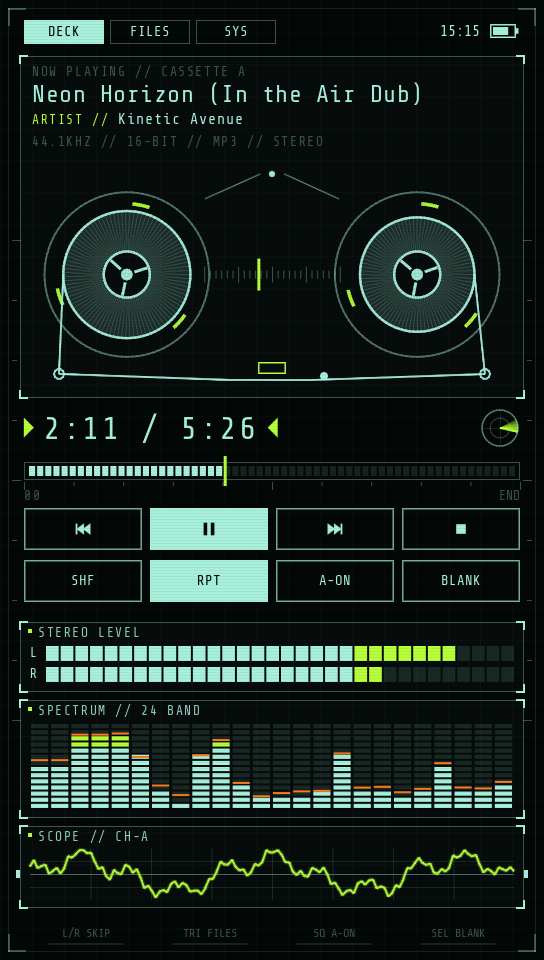 DECK FILES SYS 15:15
NOW PLAYING // CASSETTE A
Neon Horizon (In the Air Dub)
ARTIST // Kinetic Avenue
44.1KHZ // 16-BIT // MP3 // STEREO
2:11 / 5:26
00 END
SHF RPT A-ON BLANK
STEREO LEVEL
L
R
SPECTRUM // 24 BAND
SCOPE // CH-A
L/R SKIP TRI FILES SQ A-ON SEL BLANK